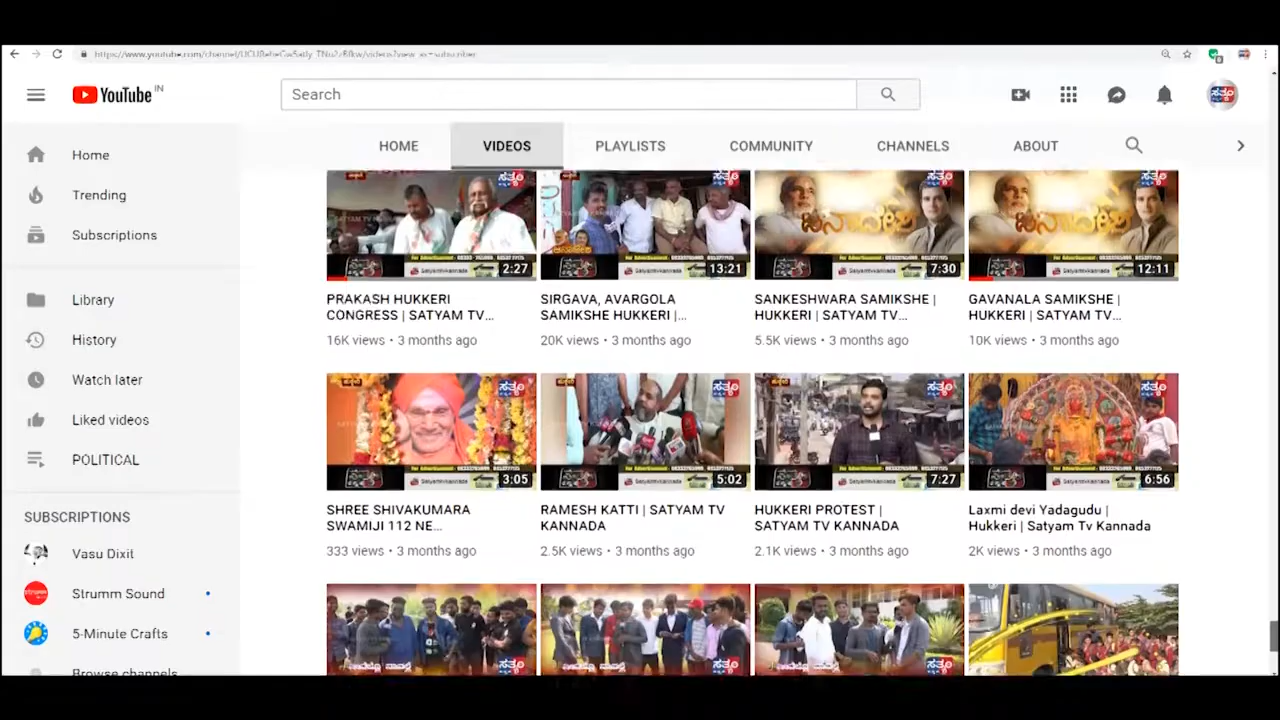 YouTube IN
Search
HOME
VIDEOS
PLAYLISTS
COMMUNITY
CHANNELS
ABOUT
Home
Trending
Subscriptions
Library
History
Watch later
Liked videos
POLITICAL
SUBSCRIPTIONS
Vasu Dixit
Strumm Sound
5-Minute Crafts
Browse channels
ಸತ್ಯಂ
2:27
13:21
7:30
12:11
ಜನಾದೇಶ
ಜನಾದೇಶ
PRAKASH HUKKERI
CONGRESS | SATYAM TV...
16K views • 3 months ago
SIRGAVA, AVARGOLA
SAMIKSHE HUKKERI |...
20K views • 3 months ago
SANKESHWARA SAMIKSHE |
HUKKERI | SATYAM TV...
5.5K views • 3 months ago
GAVANALA SAMIKSHE |
HUKKERI | SATYAM TV...
10K views • 3 months ago
3:05
5:02
7:27
6:56
SHREE SHIVAKUMARA
SWAMIJI 112 NE...
333 views • 3 months ago
RAMESH KATTI | SATYAM TV
KANNADA
2.5K views • 3 months ago
HUKKERI PROTEST |
SATYAM TV KANNADA
2.1K views • 3 months ago
Laxmi devi Yadagudu |
Hukkeri | Satyam Tv Kannada
2K views • 3 months ago